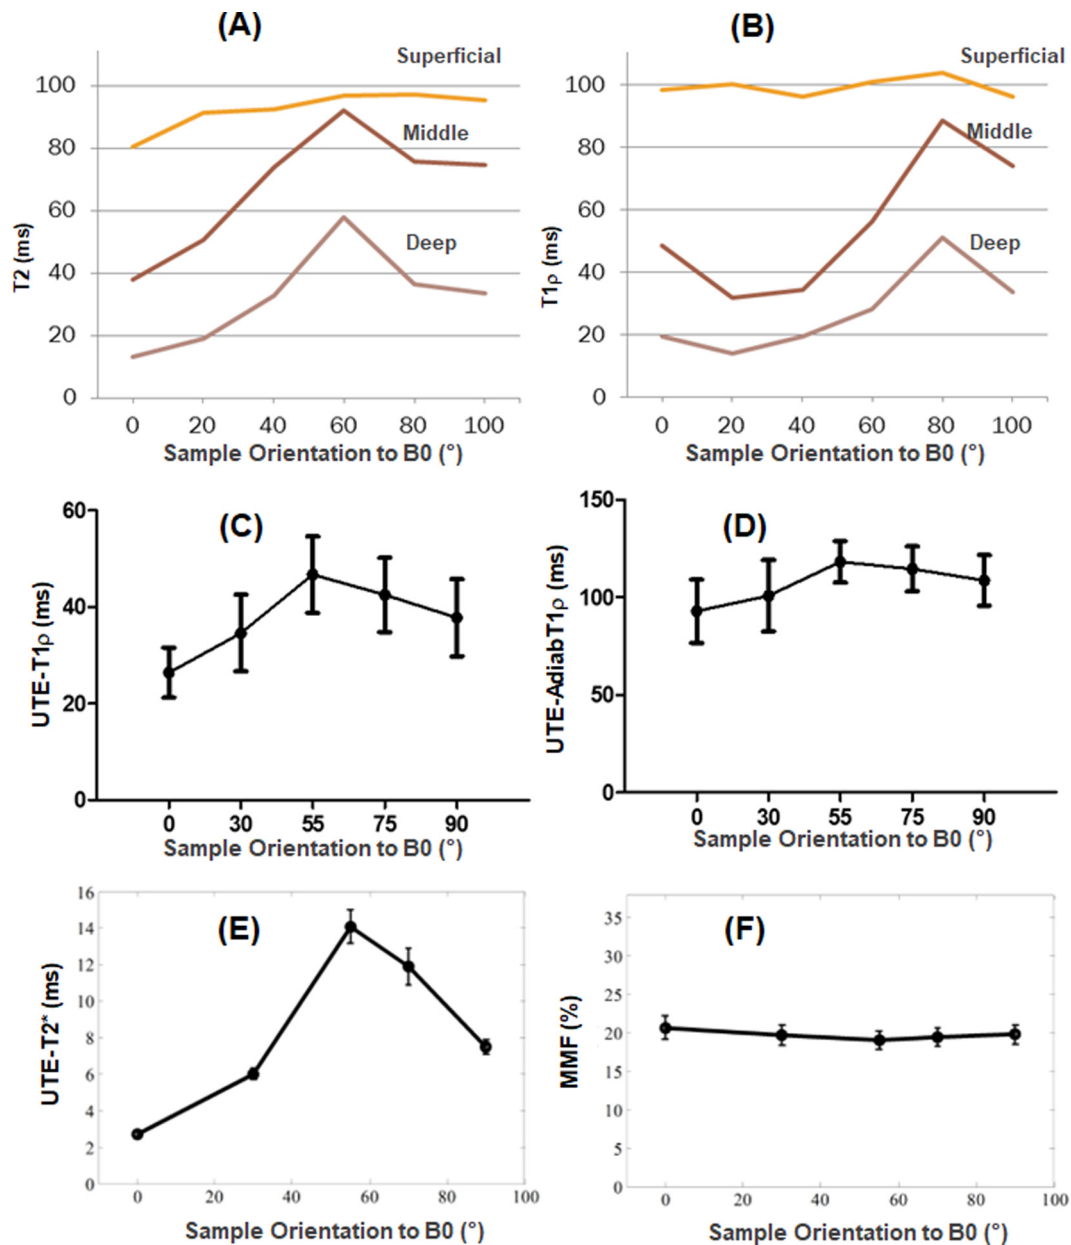 (A)
Superficial
Middle
Deep
100
80
60
40
20
0
T2 (ms)
0 20 40 60 80 100
Sample Orientation to B0 (°)
(B)
Superficial
Middle
Deep
100
80
60
40
20
0
T1ρ (ms)
0 20 40 60 80 100
Sample Orientation to B0 (°)
(C)
60
40
20
0
UTE-T1ρ (ms)
0 30 55 75 90
Sample Orientation to B0 (°)
(D)
150
100
50
0
UTE-AdiabT1ρ (ms)
0 30 55 75 90
Sample Orientation to B0 (°)
(E)
16
14
12
10
8
6
4
2
0
UTE-T2* (ms)
0 20 40 60 80 100
Sample Orientation to B0 (°)
(F)
35
30
25
20
15
10
5
0
MMF (%)
0 20 40 60 80 100
Sample Orientation to B0 (°)